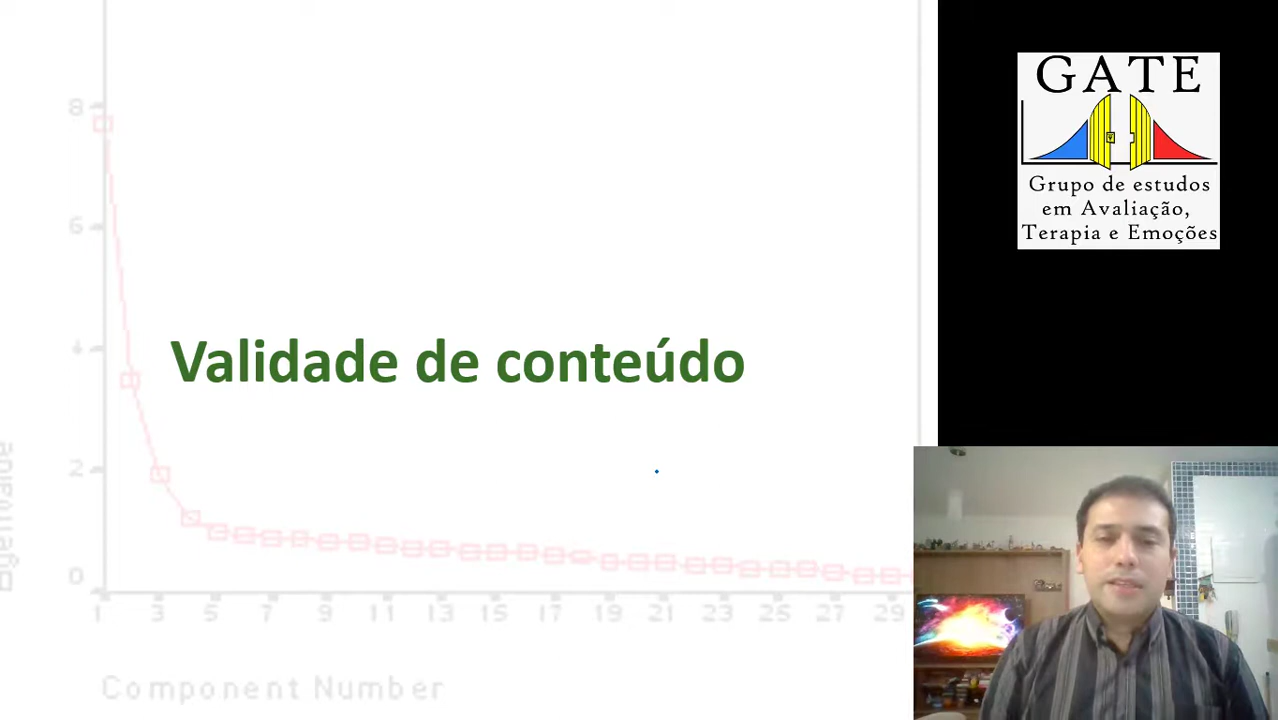 8
6
4
2
0
Eigenvalue
1 3 5 7 9 11 13 15 17 19 21 23 25 27 29
Component Number
Validade de conteúdo
GATE
Grupo de estudos
em Avaliação,
Terapia e Emoções